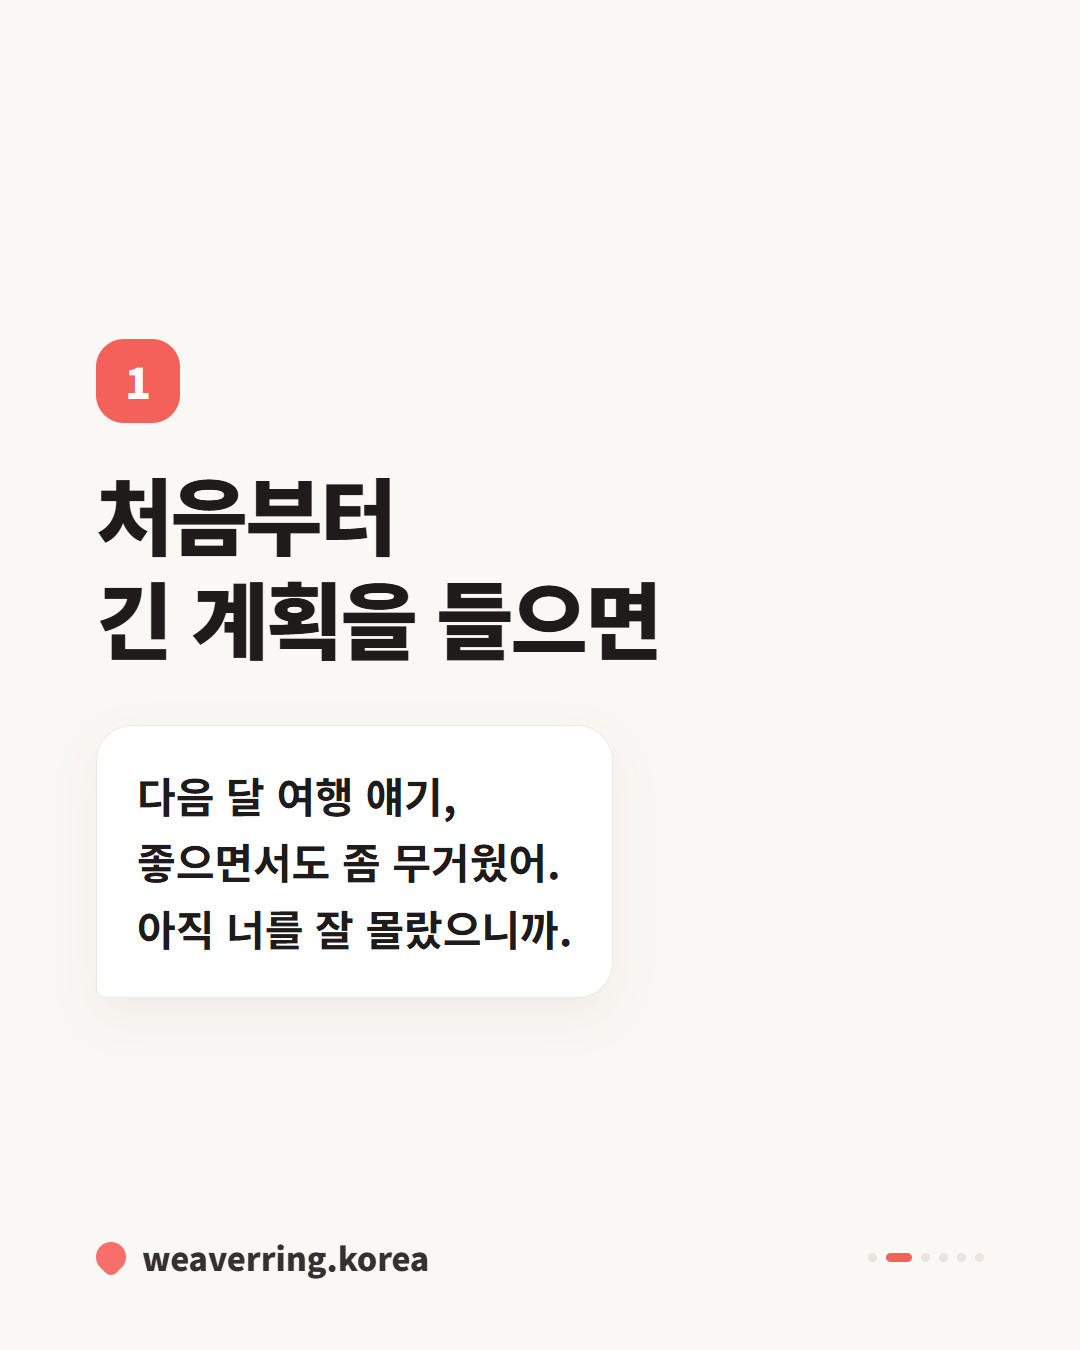 1
처음부터
긴 계획을 들으면
다음 달 여행 얘기,
좋으면서도 좀 무거웠어.
아직 너를 잘 몰랐으니까.
weaverring.korea